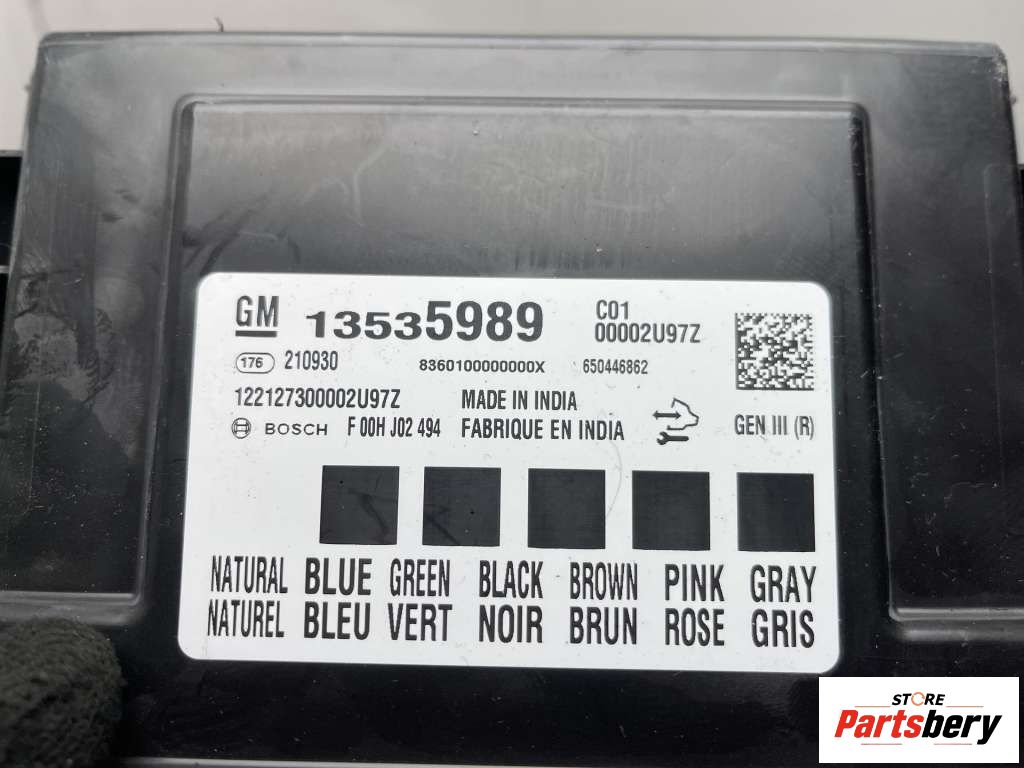 GM 13535989 C01
00002U97Z
176 210930 8360100000000X 650446862
122127300002U97Z MADE IN INDIA
BOSCH F 00H J02 494 FABRIQUE EN INDIA GEN III (R)
NATURAL BLUE GREEN BLACK BROWN PINK GRAY
NATUREL BLEU VERT NOIR BRUN ROSE GRIS
STORE
Partsbery